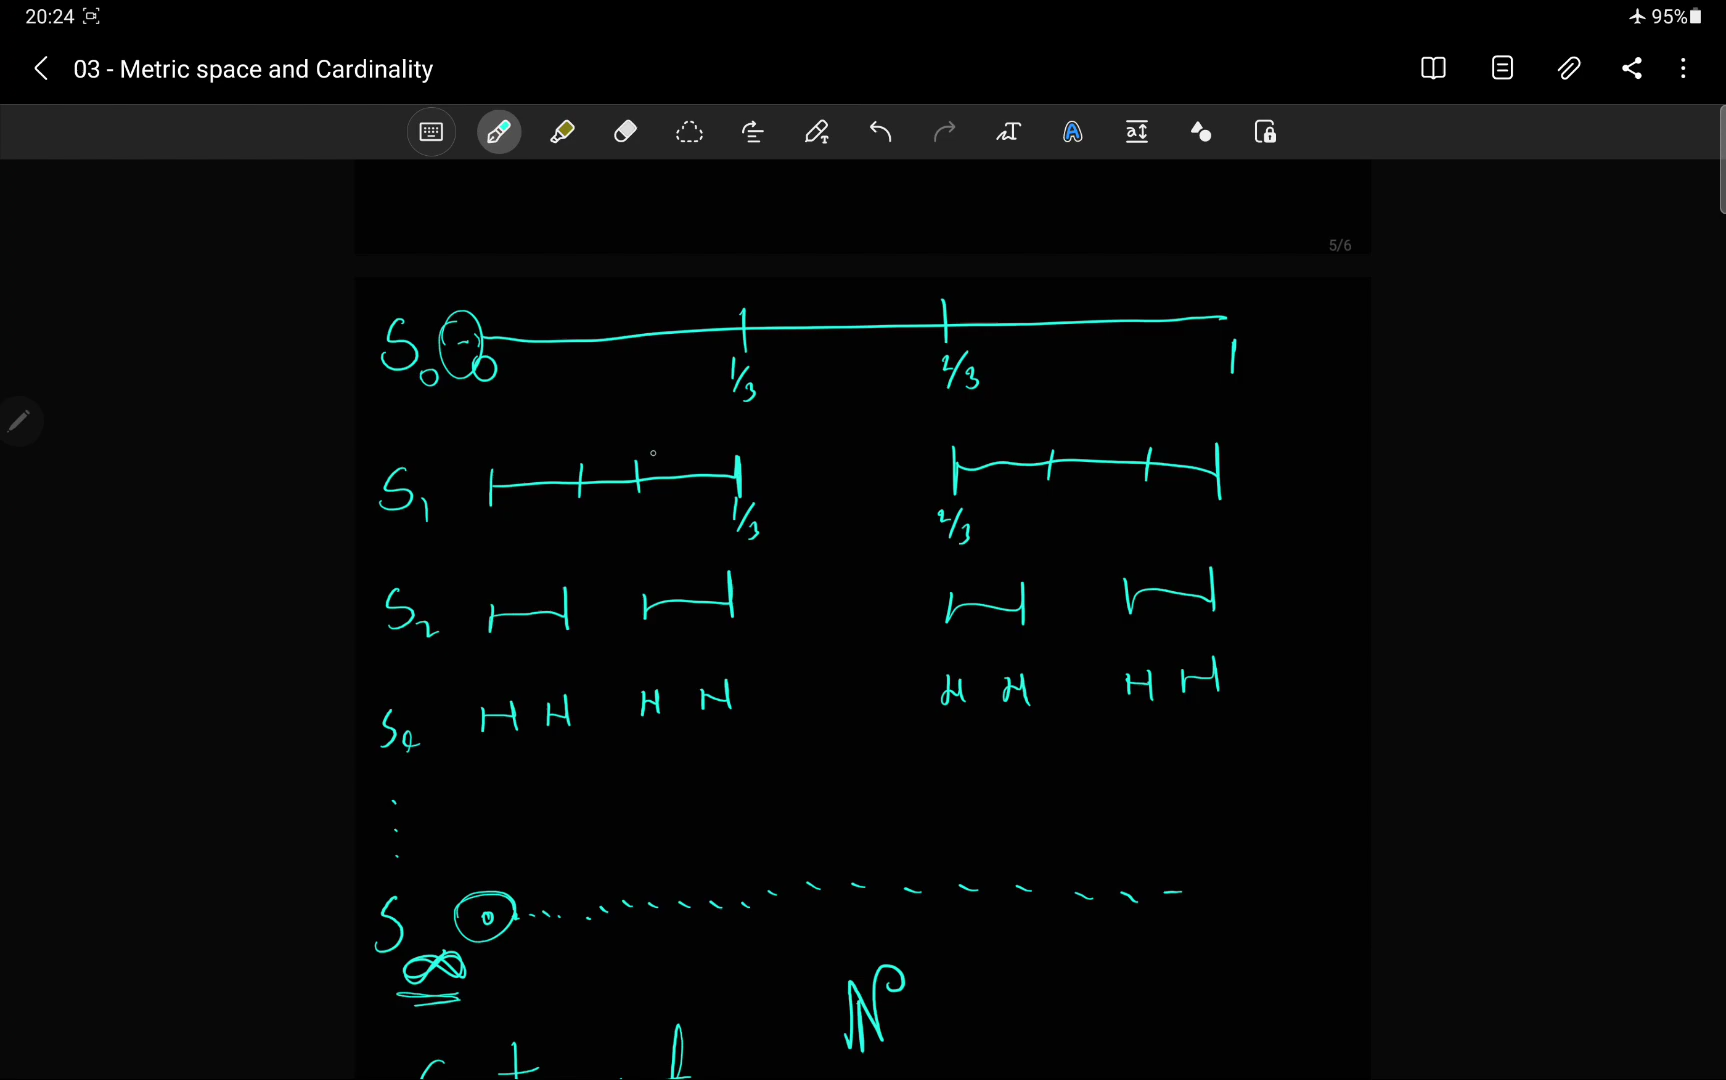 20:24 95%
03 - Metric space and Cardinality
5/6
S₀ 0 1/3 2/3 1
S₁ 1/3 2/3
S₂
S
S∞ 0
N